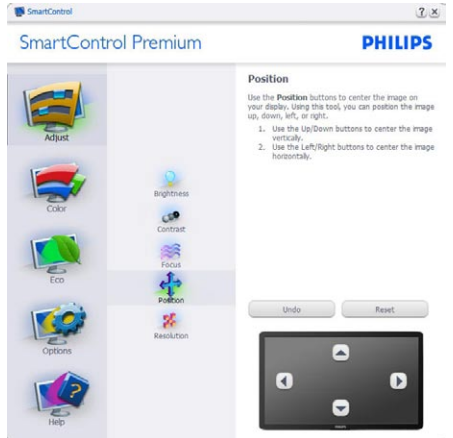 SmartControl
SmartControl Premium
PHILIPS
Adjust
Color
Eco
Options
Help
Brightness
Contrast
Focus
Position
Resolution
Position
Use the Position buttons to center the image on
your display. Using this tool, you can position the image
up, down, left, or right.
1. Use the Up/Down buttons to center the image
vertically.
2. Use the Left/Right buttons to center the image
horizontally.
Undo
Reset
PHILIPS